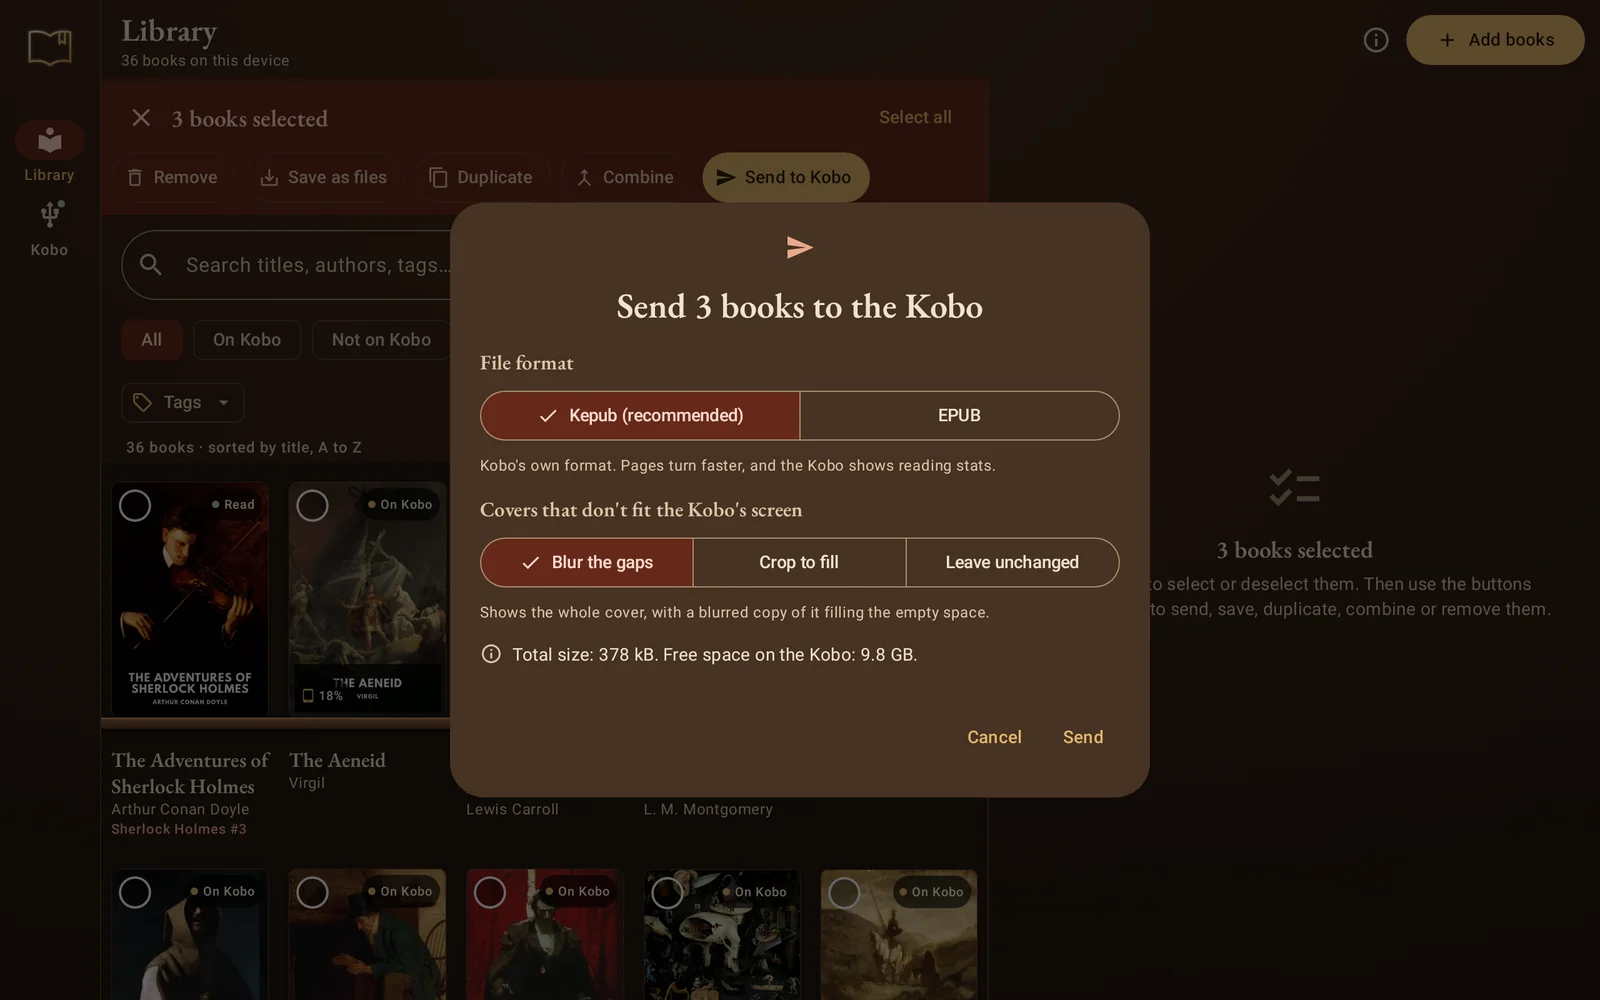 Library
36 books on this device
Add books
Library
Kobo
3 books selected
Select all
Remove
Save as files
Duplicate
Combine
Send to Kobo
Search titles, authors, tags...
All
On Kobo
Not on Kobo
Tags
36 books · sorted by title, A to Z
Send 3 books to the Kobo
File format
Kepub (recommended)
EPUB
Kobo's own format. Pages turn faster, and the Kobo shows reading stats.
Covers that don't fit the Kobo's screen
Blur the gaps
Crop to fill
Leave unchanged
Shows the whole cover, with a blurred copy of it filling the empty space.
Total size: 378 kB. Free space on the Kobo: 9.8 GB.
Cancel
Send
3 books selected
to select or deselect them. Then use the buttons
to send, save, duplicate, combine or remove them.
Read
THE ADVENTURES OF
SHERLOCK HOLMES
ARTHUR CONAN DOYLE
On Kobo
THE AENEID
VIRGIL
18%
The Adventures of
Sherlock Holmes
Arthur Conan Doyle
Sherlock Holmes #3
The Aeneid
Virgil
Lewis Carroll
L. M. Montgomery
On Kobo
On Kobo
On Kobo
On Kobo
On Kobo